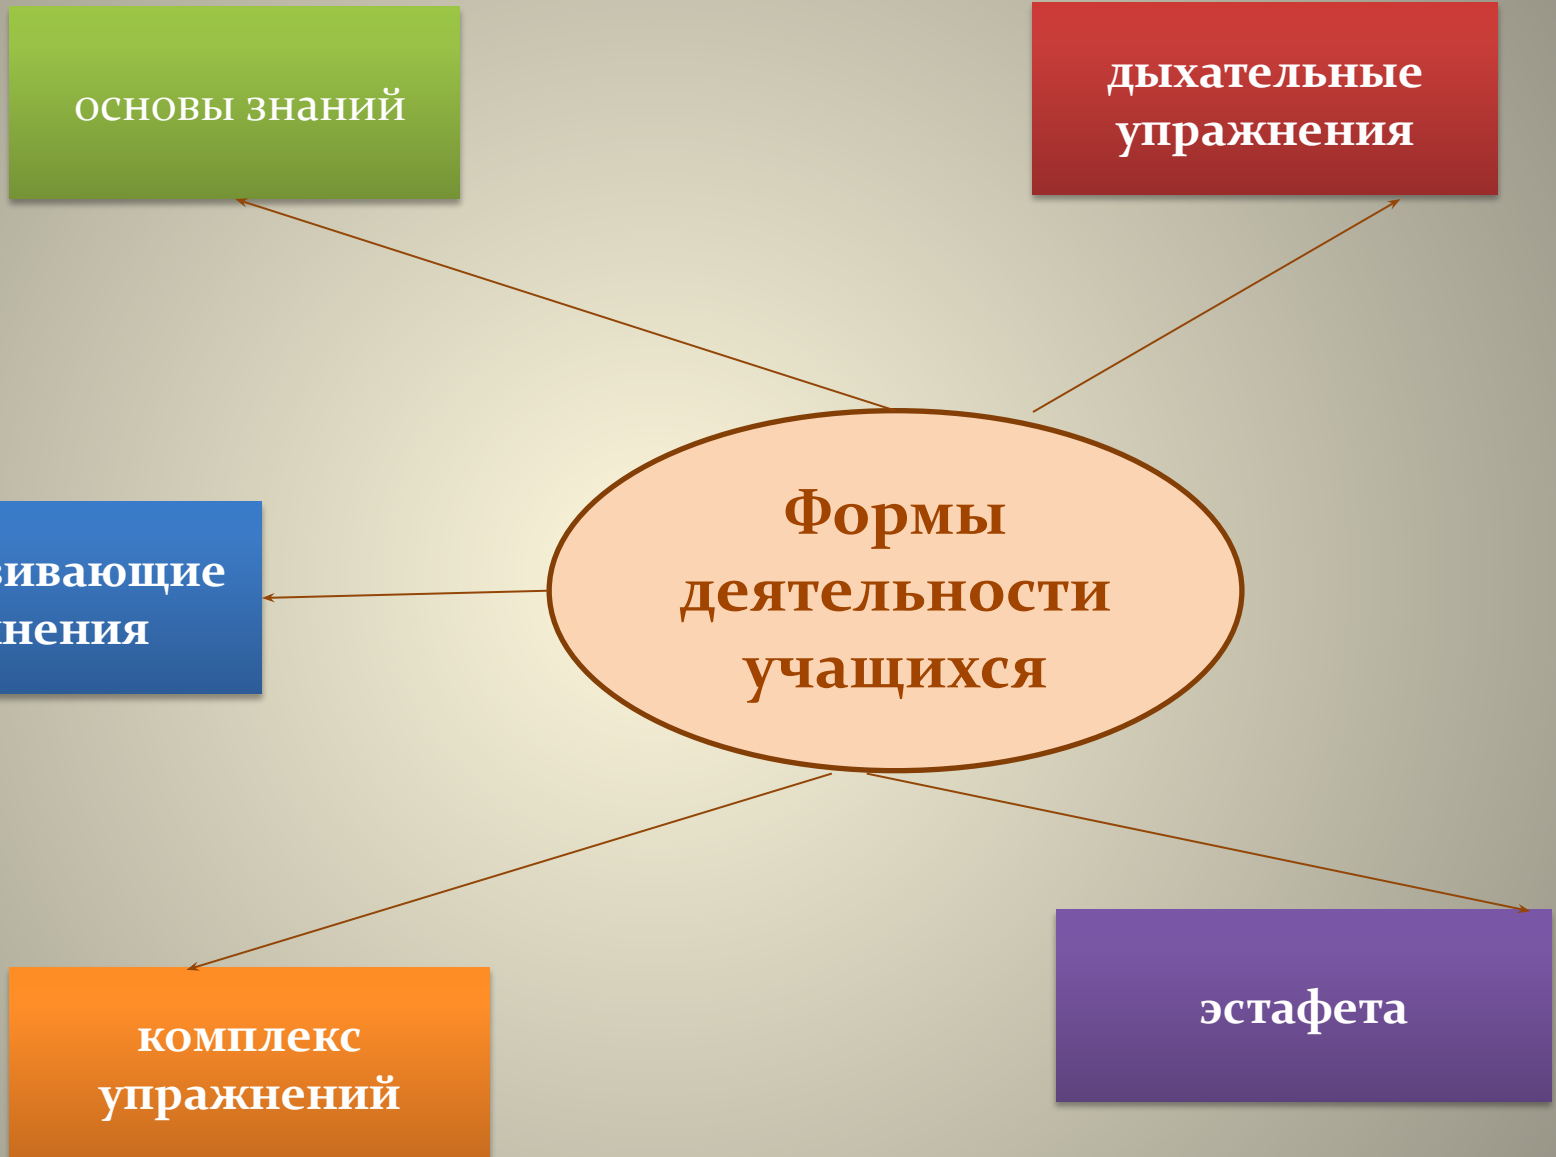 основы знаний
дыхательные
упражнения
Формы
деятельности
учащихся
комплекс
упражнений
эстафета